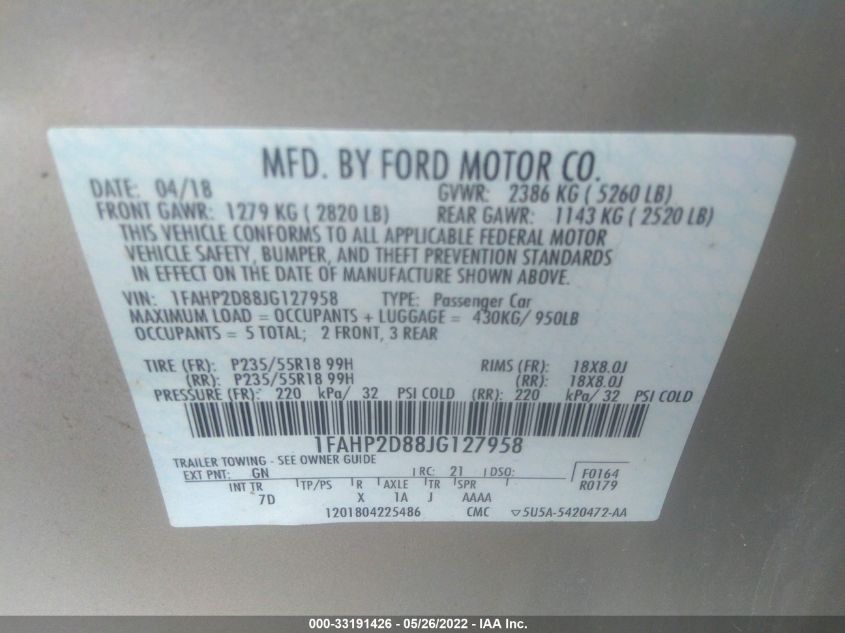 MFD. BY FORD MOTOR CO.
DATE: 04/18 GVWR: 2386 KG ( 5260 LB)
FRONT GAWR: 1279 KG ( 2820 LB) REAR GAWR: 1143 KG ( 2520 LB)
THIS VEHICLE CONFORMS TO ALL APPLICABLE FEDERAL MOTOR
VEHICLE SAFETY, BUMPER, AND THEFT PREVENTION STANDARDS
IN EFFECT ON THE DATE OF MANUFACTURE SHOWN ABOVE.
VIN: 1FAHP2D88JG127958 TYPE: Passenger Car
MAXIMUM LOAD = OCCUPANTS + LUGGAGE = 430KG/ 950LB
OCCUPANTS = 5 TOTAL; 2 FRONT, 3 REAR
TIRE (FR): P235/55R18 99H RIMS (FR): 18X8.0J
(RR): P235/55R18 99H (RR): 18X8.0J
PRESSURE (FR): 220 kPa/ 32 PSI COLD (RR): 220 kPa/ 32 PSI COLD
1FAHP2D88JG127958
TRAILER TOWING - SEE OWNER GUIDE
EXT PNT: GN RC: 21 DSO: F0164
INT TR TP/PS R AXLE TR SPR R0179
7D X 1A J AAAA
1201804225486 CMC ▽5U5A-5420472-AA
000-33191426 - 05/26/2022 - IAA Inc.